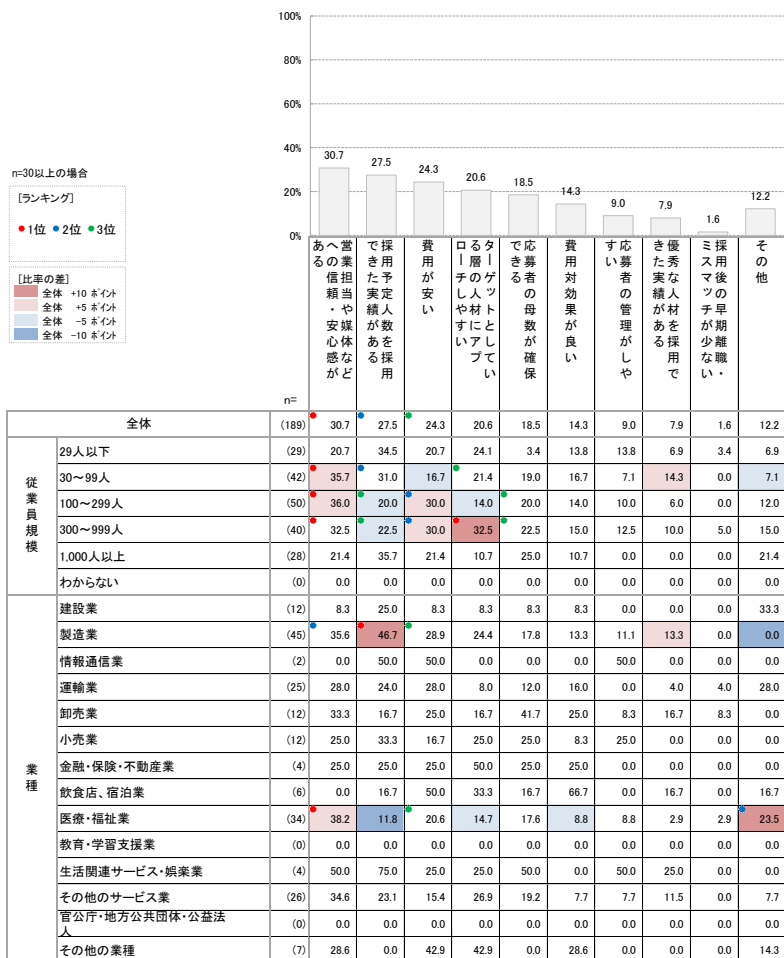 100%
80%
60%
40%
20%
0%
30.7
27.5
24.3
20.6
18.5
14.3
9.0
7.9
1.6
12.2
n=30以上の場合
[ランキング]
●1位 ●2位 ●3位
[比率の差]
全体 +10 ポイント
全体 +5 ポイント
全体 -5 ポイント
全体 -10 ポイント
営業担当や媒体など
への信頼・安心感が
ある
採用予定人数を採用
できた実績がある
費用が安い
ターゲットとしてい
る層の人材にアプ
ローチしやすい
応募者の母数が確保
できる
費用対効果が良い
応募者の管理がしや
すい
優秀な人材を採用で
きた実績がある
採用後の早期離職・
ミスマッチが少ない
その他
n=
全体 (189) 30.7 27.5 24.3 20.6 18.5 14.3 9.0 7.9 1.6 12.2
従業員規模
29人以下 (29) 20.7 34.5 20.7 24.1 3.4 13.8 13.8 6.9 3.4 6.9
30～99人 (42) 35.7 31.0 16.7 21.4 19.0 16.7 7.1 14.3 0.0 7.1
100～299人 (50) 36.0 20.0 30.0 14.0 20.0 14.0 10.0 6.0 0.0 12.0
300～999人 (40) 32.5 22.5 30.0 32.5 22.5 15.0 12.5 10.0 5.0 15.0
1,000人以上 (28) 21.4 35.7 21.4 10.7 25.0 10.7 0.0 0.0 0.0 21.4
わからない (0) 0.0 0.0 0.0 0.0 0.0 0.0 0.0 0.0 0.0 0.0
業種
建設業 (12) 8.3 25.0 8.3 8.3 8.3 8.3 0.0 0.0 0.0 33.3
製造業 (45) 35.6 46.7 28.9 24.4 17.8 13.3 11.1 13.3 0.0 0.0
情報通信業 (2) 0.0 50.0 50.0 0.0 0.0 0.0 50.0 0.0 0.0 0.0
運輸業 (25) 28.0 24.0 28.0 8.0 12.0 16.0 0.0 4.0 4.0 28.0
卸売業 (12) 33.3 16.7 25.0 16.7 41.7 25.0 8.3 16.7 8.3 0.0
小売業 (12) 25.0 33.3 16.7 25.0 25.0 8.3 25.0 0.0 0.0 0.0
金融・保険・不動産業 (4) 25.0 25.0 25.0 50.0 25.0 25.0 0.0 0.0 0.0 0.0
飲食店、宿泊業 (6) 0.0 16.7 50.0 33.3 16.7 66.7 0.0 16.7 0.0 16.7
医療・福祉業 (34) 38.2 11.8 20.6 14.7 17.6 8.8 8.8 2.9 2.9 23.5
教育・学習支援業 (0) 0.0 0.0 0.0 0.0 0.0 0.0 0.0 0.0 0.0 0.0
生活関連サービス・娯楽業 (4) 50.0 75.0 25.0 25.0 50.0 0.0 50.0 25.0 0.0 0.0
その他のサービス業 (26) 34.6 23.1 15.4 26.9 19.2 7.7 7.7 11.5 0.0 7.7
官公庁・地方公共団体・公益法
人 (0) 0.0 0.0 0.0 0.0 0.0 0.0 0.0 0.0 0.0 0.0
その他の業種 (7) 28.6 0.0 42.9 42.9 0.0 28.6 0.0 0.0 0.0 14.3